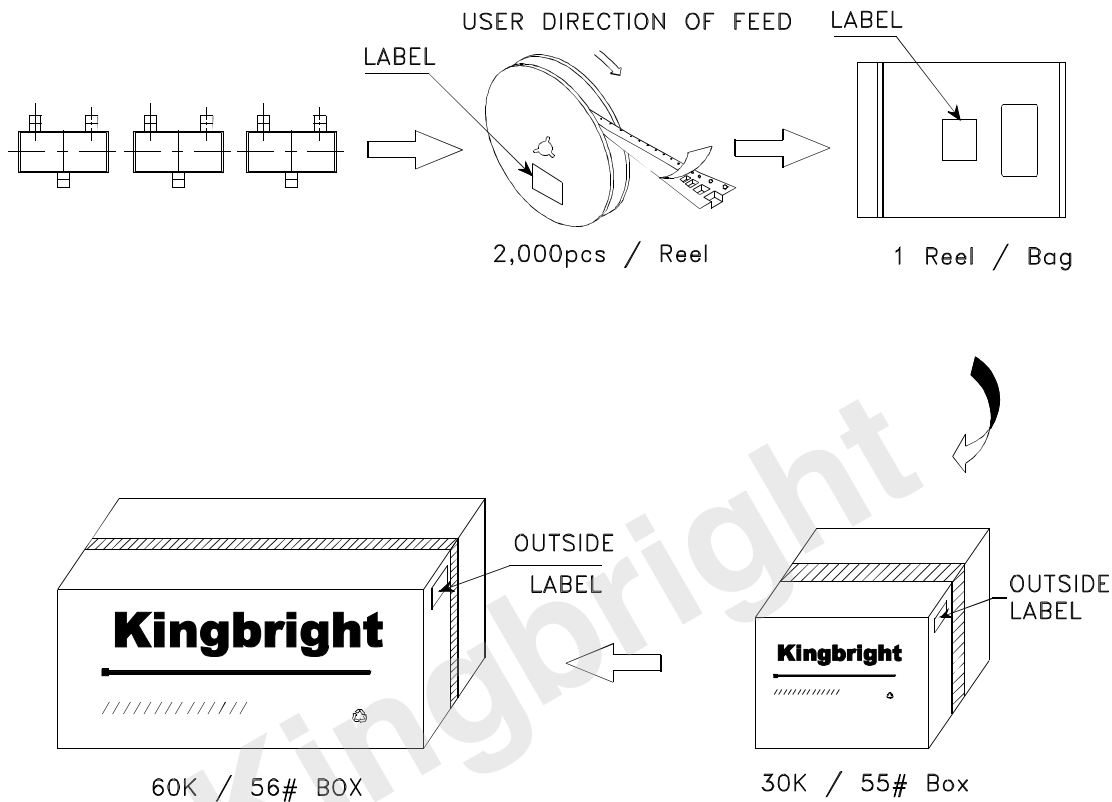 USER DIRECTION OF FEED
LABEL
LABEL
2,000pcs / Reel
1 Reel / Bag
OUTSIDE
LABEL
OUTSIDE
LABEL
Kingbright
Kingbright
60K / 56# BOX
30K / 55# Box
Kingbright